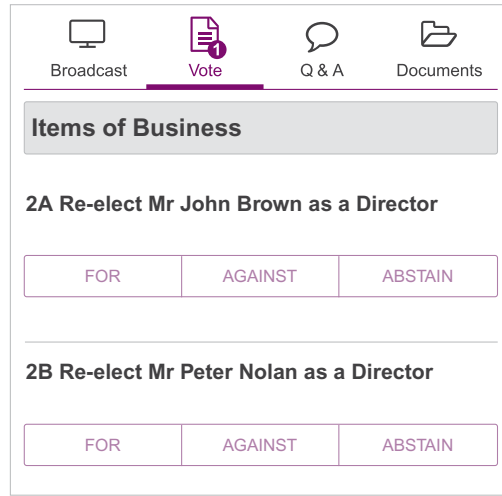 1
Broadcast Vote Q & A Documents
Items of Business
2A Re-elect Mr John Brown as a Director
FOR AGAINST ABSTAIN
2B Re-elect Mr Peter Nolan as a Director
FOR AGAINST ABSTAIN